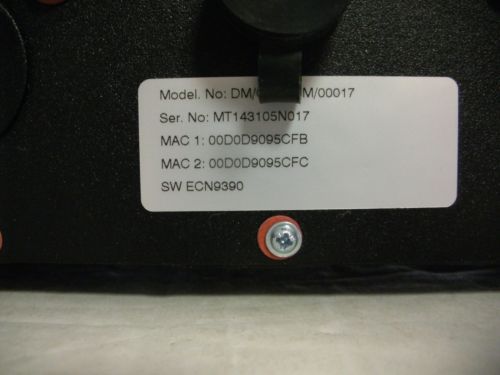 Model. No: DM/ M/00017
Ser. No: MT143105N017
MAC 1: 00D0D9095CFB
MAC 2: 00D0D9095CFC
SW ECN9390